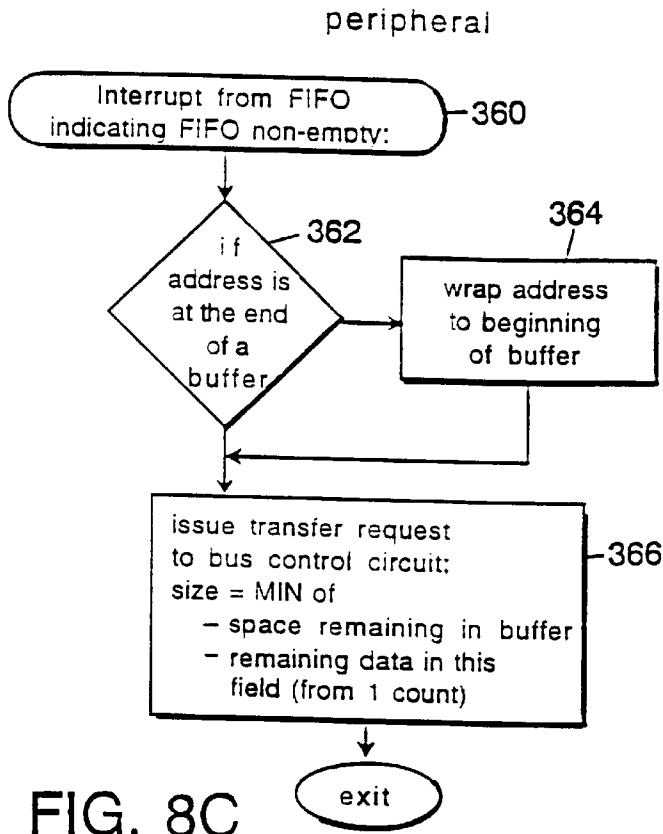 peripheral
Interrupt from FIFO
indicating FIFO non-empty:
360
362
if
address is
at the end
of a
buffer
364
wrap address
to beginning
of buffer
issue transfer request
to bus control circuit;
size = MIN of
– space remaining in buffer
– remaining data in this
field (from 1 count)
366
exit
FIG. 8C